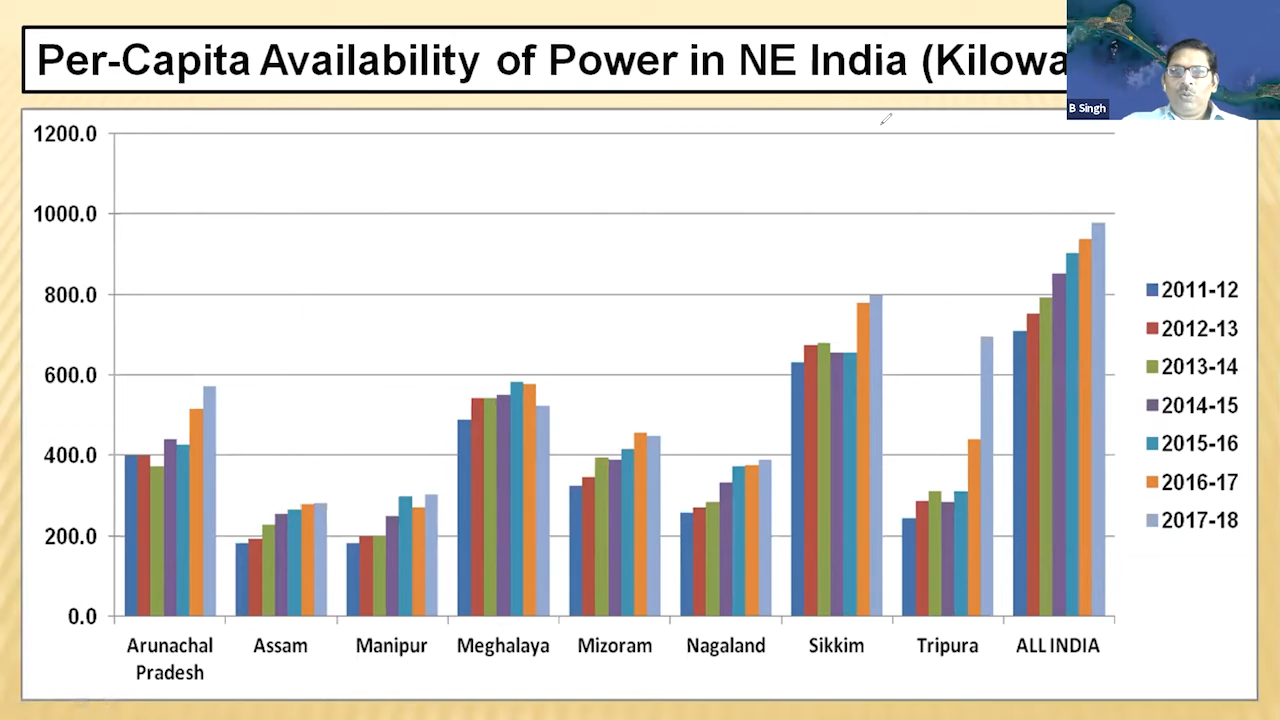 Per-Capita Availability of Power in NE India (Kilowa
B Singh
1200.0
1000.0
800.0
600.0
400.0
200.0
0.0
Arunachal Pradesh
Assam
Manipur
Meghalaya
Mizoram
Nagaland
Sikkim
Tripura
ALL INDIA
2011-12
2012-13
2013-14
2014-15
2015-16
2016-17
2017-18